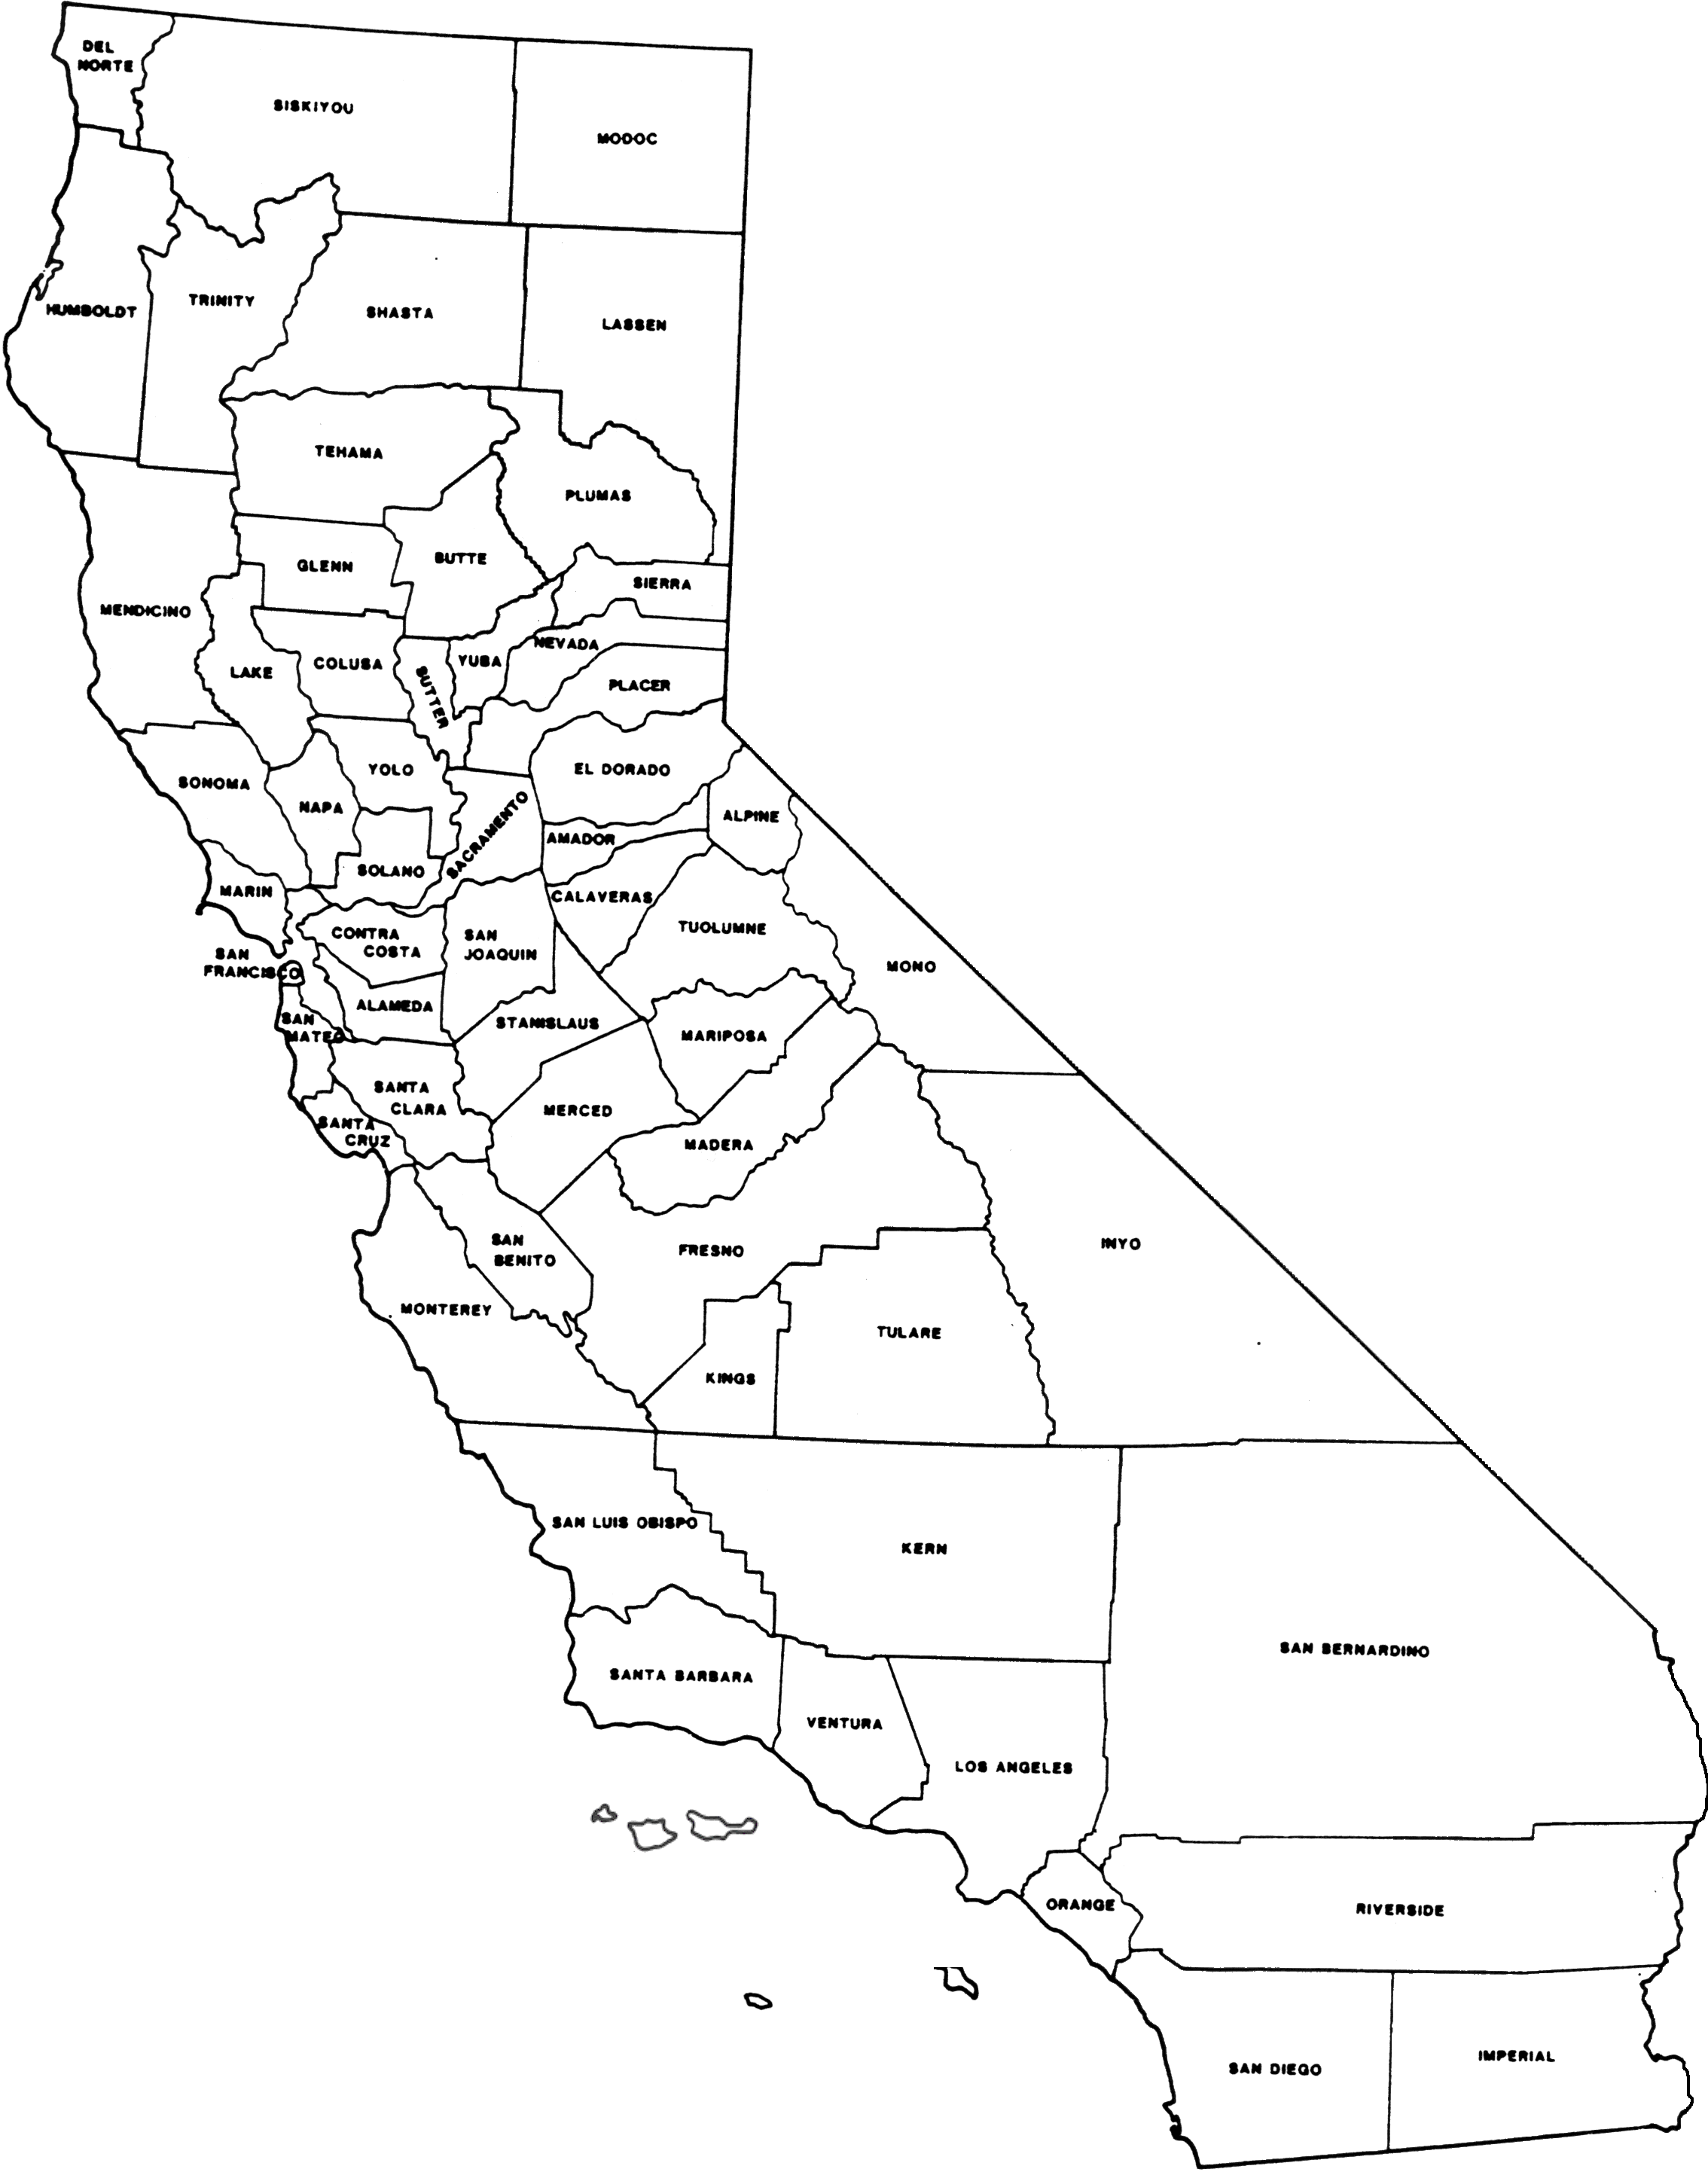 DEL
NORTE
SISKIYOU
MODOC
HUMBOLDT
TRINITY
SHASTA
LASSEN
TEHAMA
PLUMAS
GLENN
BUTTE
SIERRA
MENDICINO
LAKE
COLUSA
SUTTER
YUBA
NEVADA
PLACER
SONOMA
NAPA
YOLO
EL DORADO
SACRAMENTO
ALPINE
AMADOR
SOLANO
MARIN
CALAVERAS
TUOLUMNE
CONTRA
COSTA
SAN
JOAQUIN
SAN
FRANCISCO
MONO
ALAMEDA
STANISLAUS
SAN
MATEO
MARIPOSA
SANTA
CLARA
MERCED
SANTA
CRUZ
MADERA
SAN
BENITO
FRESNO
INYO
MONTEREY
TULARE
KINGS
SAN LUIS OBISPO
KERN
SAN BERNARDINO
SANTA BARBARA
VENTURA
LOS ANGELES
ORANGE
RIVERSIDE
SAN DIEGO
IMPERIAL